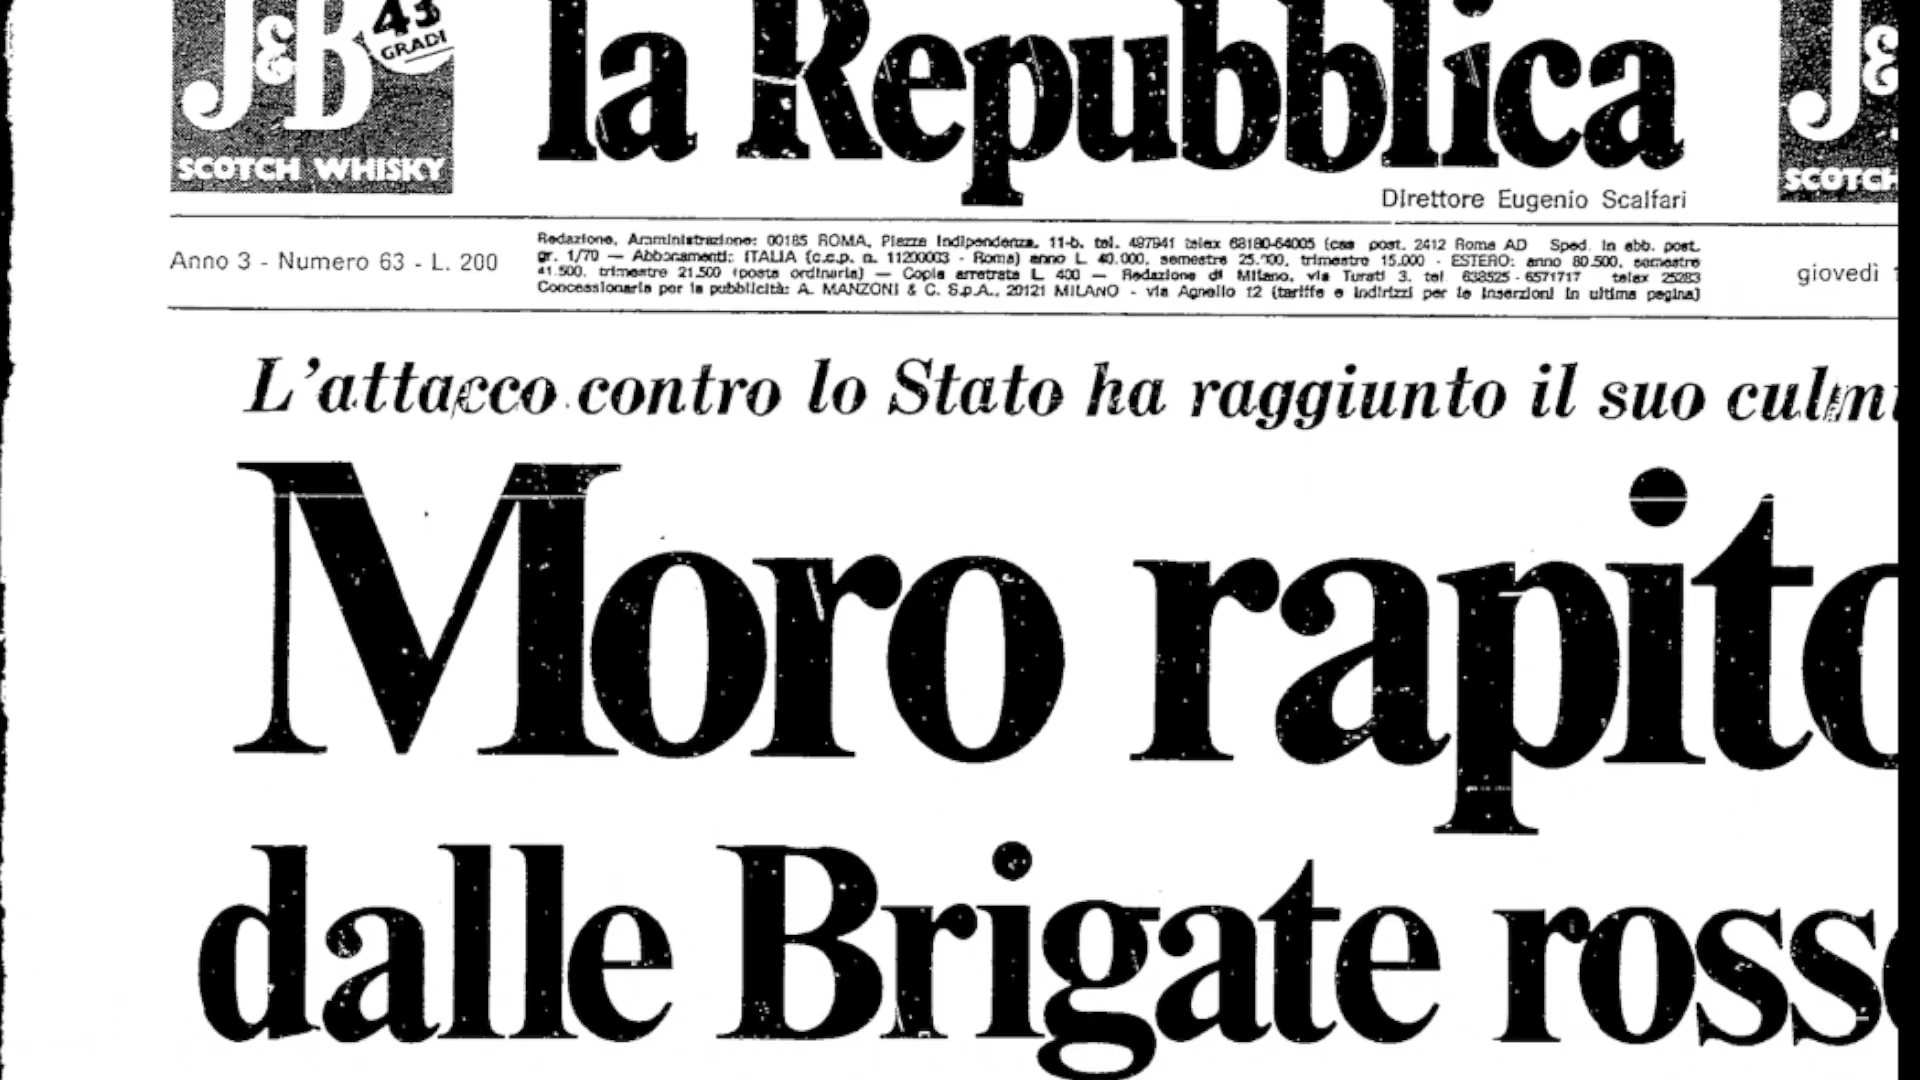 J&B
43
GRADI
SCOTCH WHISKY
la Repubblica
J&
SCOTCH
Direttore Eugenio Scalfari
Anno 3 - Numero 63 - L. 200
Redazione, Amministrazione: 00185 ROMA, Piazza Indipendenza, 11-b. tel. 497941 telex 68180-64005 (cas post. 2412 Roma AD Sped. in abb. post.
gr. 1/70 — Abbonamenti: ITALIA (c.c.p. n. 11200003 - Roma) anno L. 40.000, semestre trimestre 15.000 - ESTERO: anno 80.500, semestre
41.500, trimestre 21.500 (posta ordinaria) — Copia arretrata L. 400 — Redazione di Milano, via Turati 3, tel. 638525 - 6571717 telex 25283
Concessionaria per la pubblicità: A. MANZONI & C. S.p.A., 20121 MILANO - via Agnello 12 (tariffe e indirizzi per le inserzioni in ultima pagina)
giovedì 1
L'attacco contro lo Stato ha raggiunto il suo culmi
Moro rapito
dalle Brigate rosse